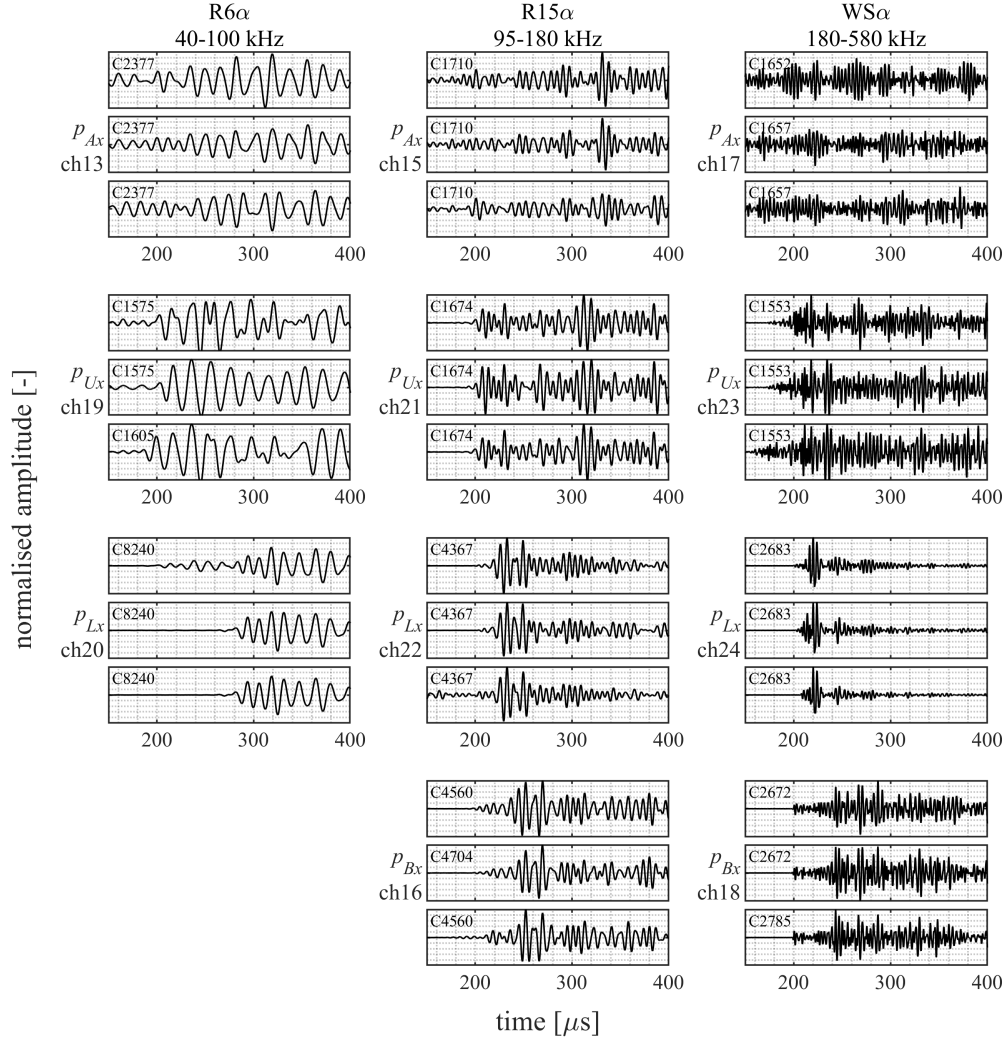 R6α R15α WSα
40-100 kHz 95-180 kHz 180-580 kHz
C2377 C1710 C1652
C2377 C1710 C1657
p_Ax p_Ax p_Ax
ch13 ch15 ch17
C2377 C1710 C1657
200 300 400 200 300 400 200 300 400
C1575 C1674 C1553
C1575 C1674 C1553
p_Ux p_Ux p_Ux
ch19 ch21 ch23
C1605 C1674 C1553
200 300 400 200 300 400 200 300 400
normalised amplitude [-]
C8240 C4367 C2683
C8240 C4367 C2683
p_Lx p_Lx p_Lx
ch20 ch22 ch24
C8240 C4367 C2683
200 300 400 200 300 400 200 300 400
C4560 C2672
C4704 C2672
p_Bx p_Bx
ch16 ch18
C4560 C2785
200 300 400 200 300 400
time [μs]